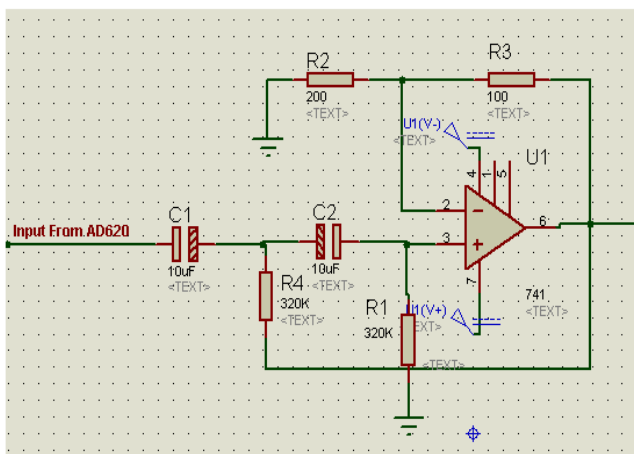 R2
R3
200
<TEXT>
100
<TEXT>
U1(V-)
<TEXT>
U1
4
1
5
2
6
3
7
C1
C2
Input From AD620
10uF
<TEXT>
10uF
<TEXT>
R4
320K
<TEXT>
R1
320K
U1(V+)
<TEXT>
<TEXT>
741
<TEXT>